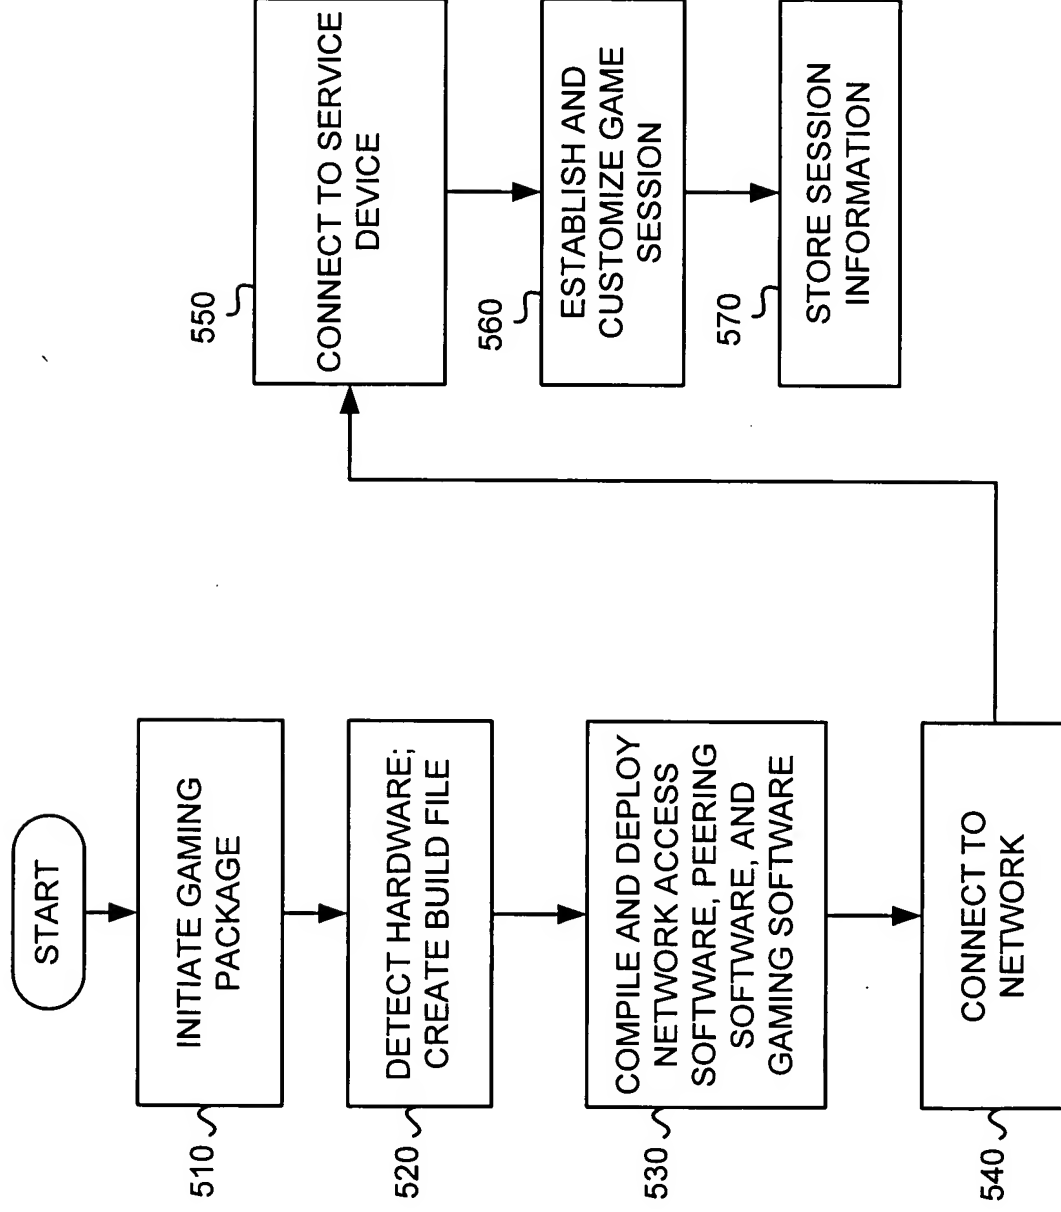 START
510
INITIATE GAMING
PACKAGE
520
DETECT HARDWARE;
CREATE BUILD FILE
530
COMPILE AND DEPLOY
NETWORK ACCESS
SOFTWARE, PEERING
SOFTWARE, AND
GAMING SOFTWARE
540
CONNECT TO
NETWORK
550
CONNECT TO SERVICE
DEVICE
560
ESTABLISH AND
CUSTOMIZE GAME
SESSION
570
STORE SESSION
INFORMATION